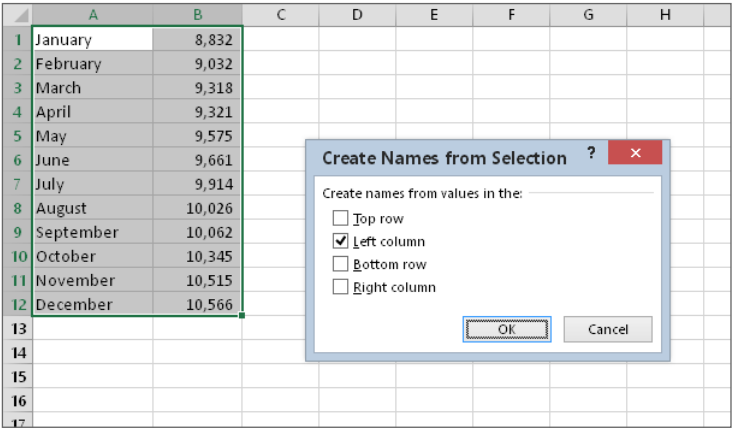 A B C D E F G H
1 January 8,832
2 February 9,032
3 March 9,318
4 April 9,321
5 May 9,575
6 June 9,661
7 July 9,914
8 August 10,026
9 September 10,062
10 October 10,345
11 November 10,515
12 December 10,566
13
14
15
16
17
Create Names from Selection ? ×
Create names from values in the:
Top row
Left column
Bottom row
Right column
OK Cancel